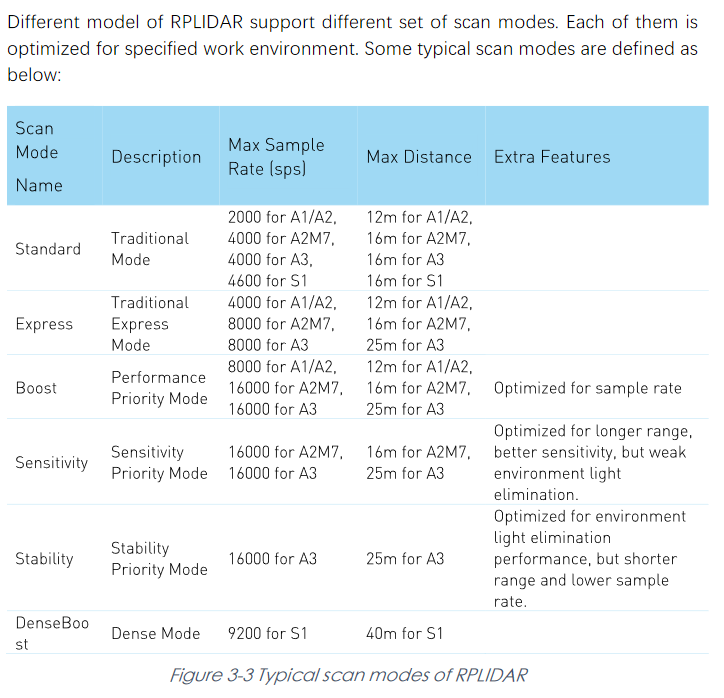 Different model of RPLIDAR support different set of scan modes. Each of them is
optimized for specified work environment. Some typical scan modes are defined as
below:
Scan
Mode
Name
Description
Max Sample
Rate (sps)
Max Distance
Extra Features
Standard
Traditional
Mode
2000 for A1/A2,
4000 for A2M7,
4000 for A3,
4600 for S1
12m for A1/A2,
16m for A2M7,
16m for A3
16m for S1
Express
Traditional
Express
Mode
4000 for A1/A2,
8000 for A2M7,
8000 for A3
12m for A1/A2,
16m for A2M7,
25m for A3
Boost
Performance
Priority Mode
8000 for A1/A2,
16000 for A2M7,
16000 for A3
12m for A1/A2,
16m for A2M7,
25m for A3
Optimized for sample rate
Sensitivity
Sensitivity
Priority Mode
16000 for A2M7,
16000 for A3
16m for A2M7,
25m for A3
Optimized for longer range,
better sensitivity, but weak
environment light
elimination.
Stability
Stability
Priority Mode
16000 for A3
25m for A3
Optimized for environment
light elimination
performance, but shorter
range and lower sample
rate.
DenseBoo
st
Dense Mode
9200 for S1
40m for S1
Figure 3-3 Typical scan modes of RPLIDAR